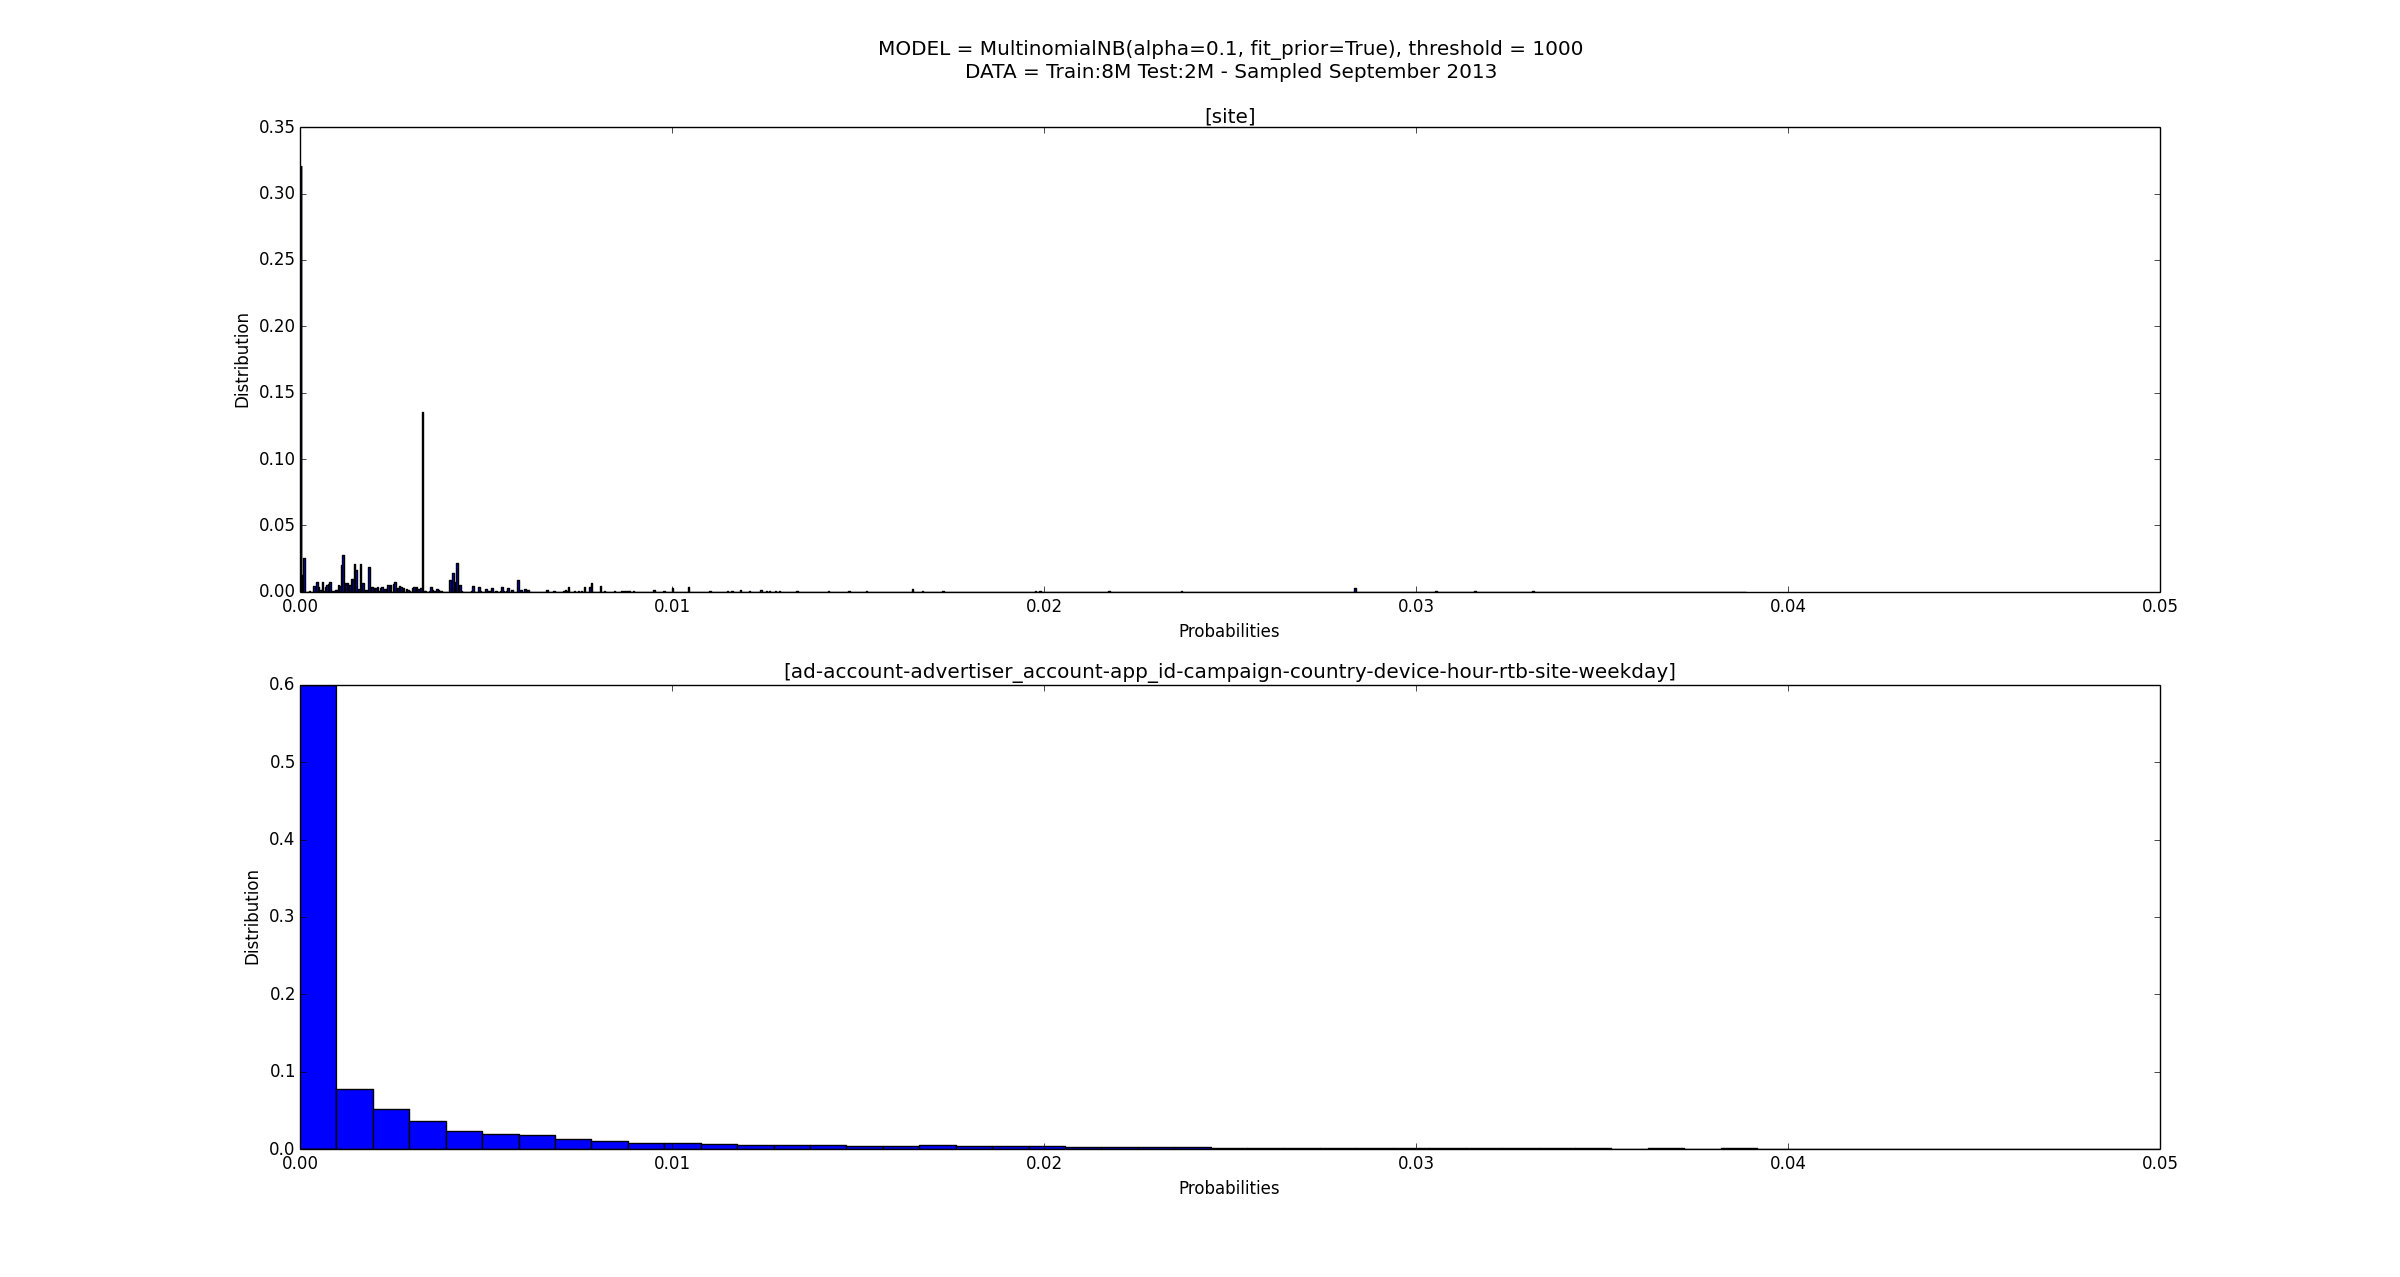 MODEL = MultinomialNB(alpha=0.1, fit_prior=True), threshold = 1000
DATA = Train:8M Test:2M - Sampled September 2013
[site]
0.35
0.30
0.25
0.20
0.15
0.10
0.05
0.00
Distribution
0.00 0.01 0.02 0.03 0.04 0.05
Probabilities
[ad-account-advertiser_account-app_id-campaign-country-device-hour-rtb-site-weekday]
0.6
0.5
0.4
0.3
0.2
0.1
0.0
Distribution
0.00 0.01 0.02 0.03 0.04 0.05
Probabilities